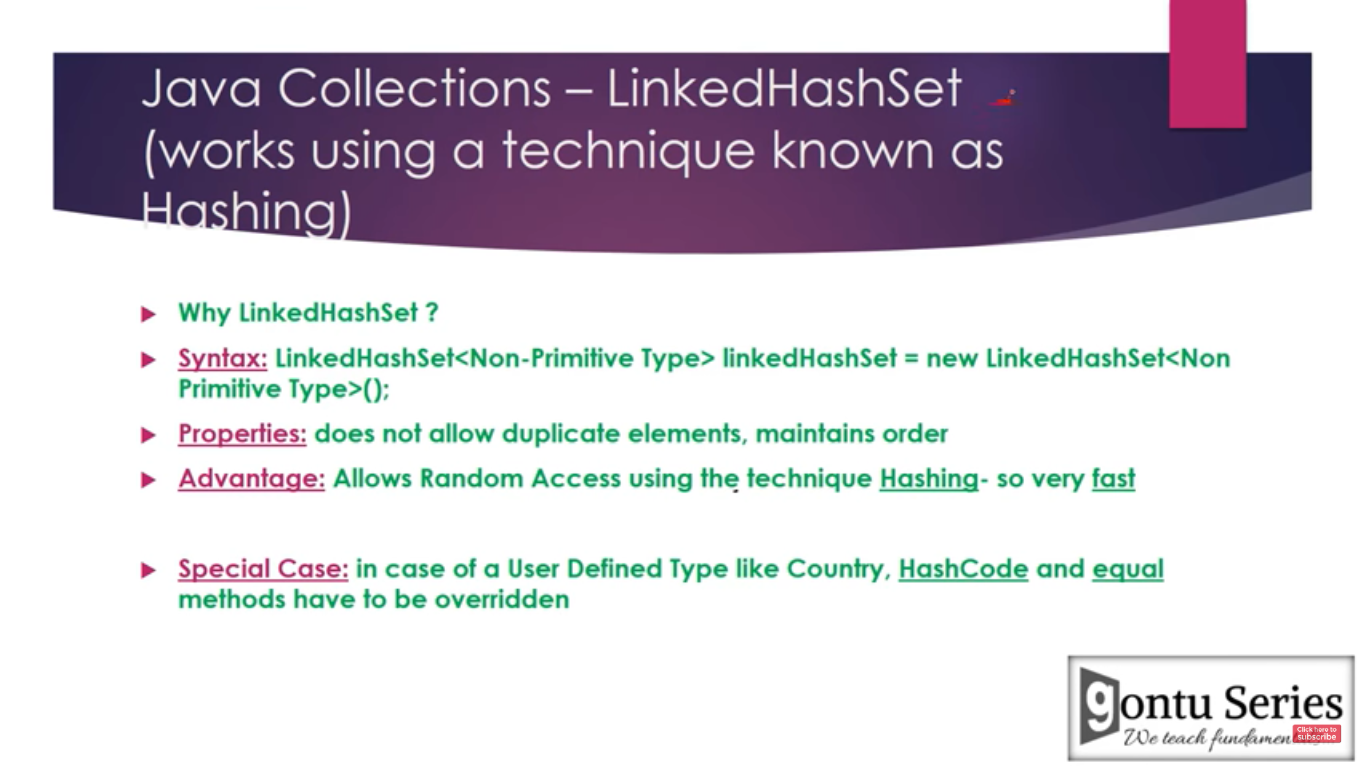 Java Collections – LinkedHashSet
(works using a technique known as
Hashing)
Why LinkedHashSet ?
Syntax: LinkedHashSet<Non-Primitive Type> linkedHashSet = new LinkedHashSet<Non
Primitive Type>();
Properties: does not allow duplicate elements, maintains order
Advantage: Allows Random Access using the technique Hashing- so very fast
Special Case: in case of a User Defined Type like Country, HashCode and equal
methods have to be overridden
gontu Series
We teach
Click here to
subscribe